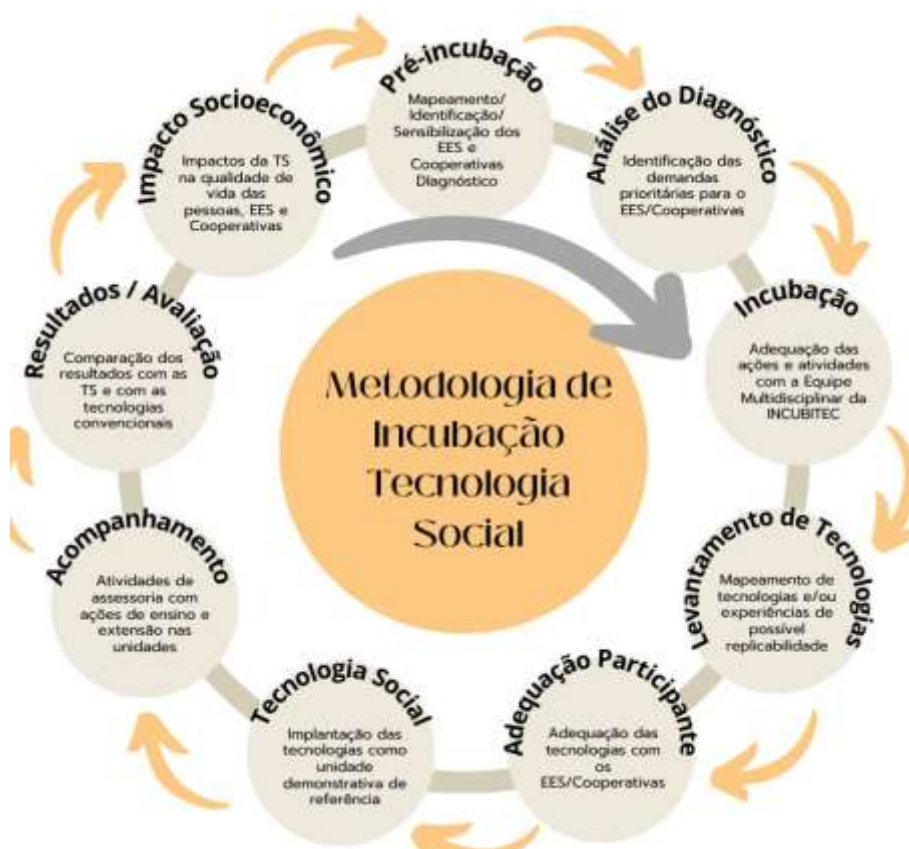 Pré-incubação
Mapeamento/
Identificação/
Sensibilização dos
EES e
Cooperativas
Diagnóstico
Análise do Diagnóstico
Identificação das
demandas
prioritárias para o
EES/Cooperativas
Incubação
Adequação das
ações e atividades
com a Equipe
Multidisciplinar da
INCUBITEC
Levantamento de Tecnologias
Mapeamento de
tecnologias e/ou
experiências de
possível
replicabilidade
Adequação Participante
Adequação das
tecnologias com
os
EES/Cooperativas
Tecnologia Social
Implantação das
tecnologias como
unidade
demonstrativa de
referência
Acompanhamento
Atividades de
assessoria com
ações de ensino e
extensão nas
unidades
Resultados / Avaliação
Comparação dos
resultados com as
TS e com as
tecnologias
convencionais
Impacto Socioeconômico
Impactos da TS
na qualidade de
vida das
pessoas, EES e
Cooperativas
Metodologia de
Incubação
Tecnologia
Social